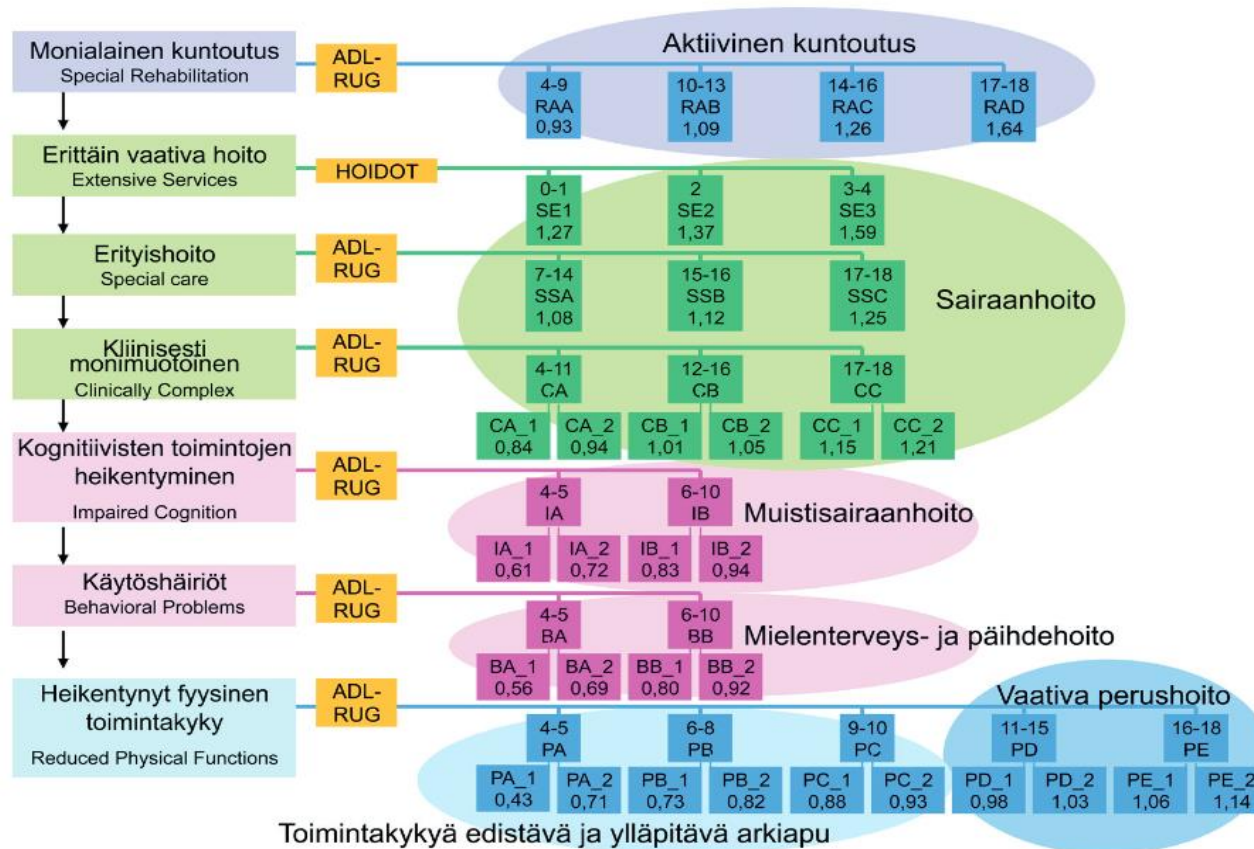 Monialainen kuntoutus
Special Rehabilitation
ADL-
RUG
Aktiivinen kuntoutus
4-9
RAA
0,93
10-13
RAB
1,09
14-16
RAC
1,26
17-18
RAD
1,64
Erittäin vaativa hoito
Extensive Services
HOIDOT
0-1
SE1
1,27
2
SE2
1,37
3-4
SE3
1,59
Erityishoito
Special care
ADL-
RUG
7-14
SSA
1,08
15-16
SSB
1,12
17-18
SSC
1,25
Sairaanhoito
Kliinisesti
monimuotoinen
Clinically Complex
ADL-
RUG
4-11
CA
12-16
CB
17-18
CC
CA_1
0,84
CA_2
0,94
CB_1
1,01
CB_2
1,05
CC_1
1,15
CC_2
1,21
Kognitiivisten toimintojen
heikentyminen
Impaired Cognition
ADL-
RUG
4-5
IA
6-10
IB
Muistisairaanhoito
IA_1
0,61
IA_2
0,72
IB_1
0,83
IB_2
0,94
Käytöshäiriöt
Behavioral Problems
ADL-
RUG
4-5
BA
6-10
BB
Mielenterveys- ja päihdehoito
BA_1
0,56
BA_2
0,69
BB_1
0,80
BB_2
0,92
Heikentynyt fyysinen
toimintakyky
Reduced Physical Functions
ADL-
RUG
Vaativa perushoito
4-5
PA
6-8
PB
9-10
PC
11-15
PD
16-18
PE
PA_1
0,43
PA_2
0,71
PB_1
0,73
PB_2
0,82
PC_1
0,88
PC_2
0,93
PD_1
0,98
PD_2
1,03
PE_1
1,06
PE_2
1,14
Toimintakykyä edistävä ja ylläpitävä arkiapu